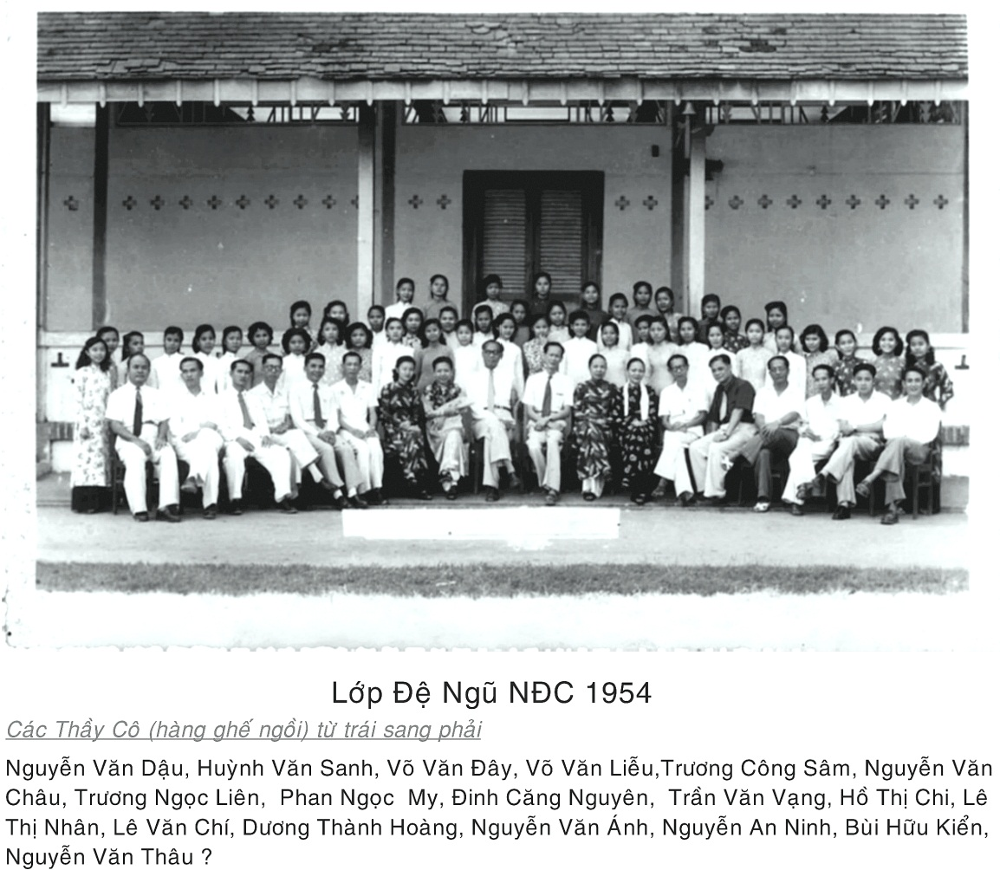 Lớp Đệ Ngũ NĐC 1954
Các Thầy Cô (hàng ghế ngồi) từ trái sang phải
Nguyễn Văn Dậu, Huỳnh Văn Sanh, Võ Văn Đây, Võ Văn Liễu,Trương Công Sâm, Nguyễn Văn
Châu, Trương Ngọc Liên, Phan Ngọc My, Đinh Căng Nguyên, Trần Văn Vạng, Hồ Thị Chi, Lê
Thị Nhân, Lê Văn Chí, Dương Thành Hoàng, Nguyễn Văn Ánh, Nguyễn An Ninh, Bùi Hữu Kiển,
Nguyễn Văn Thâu ?